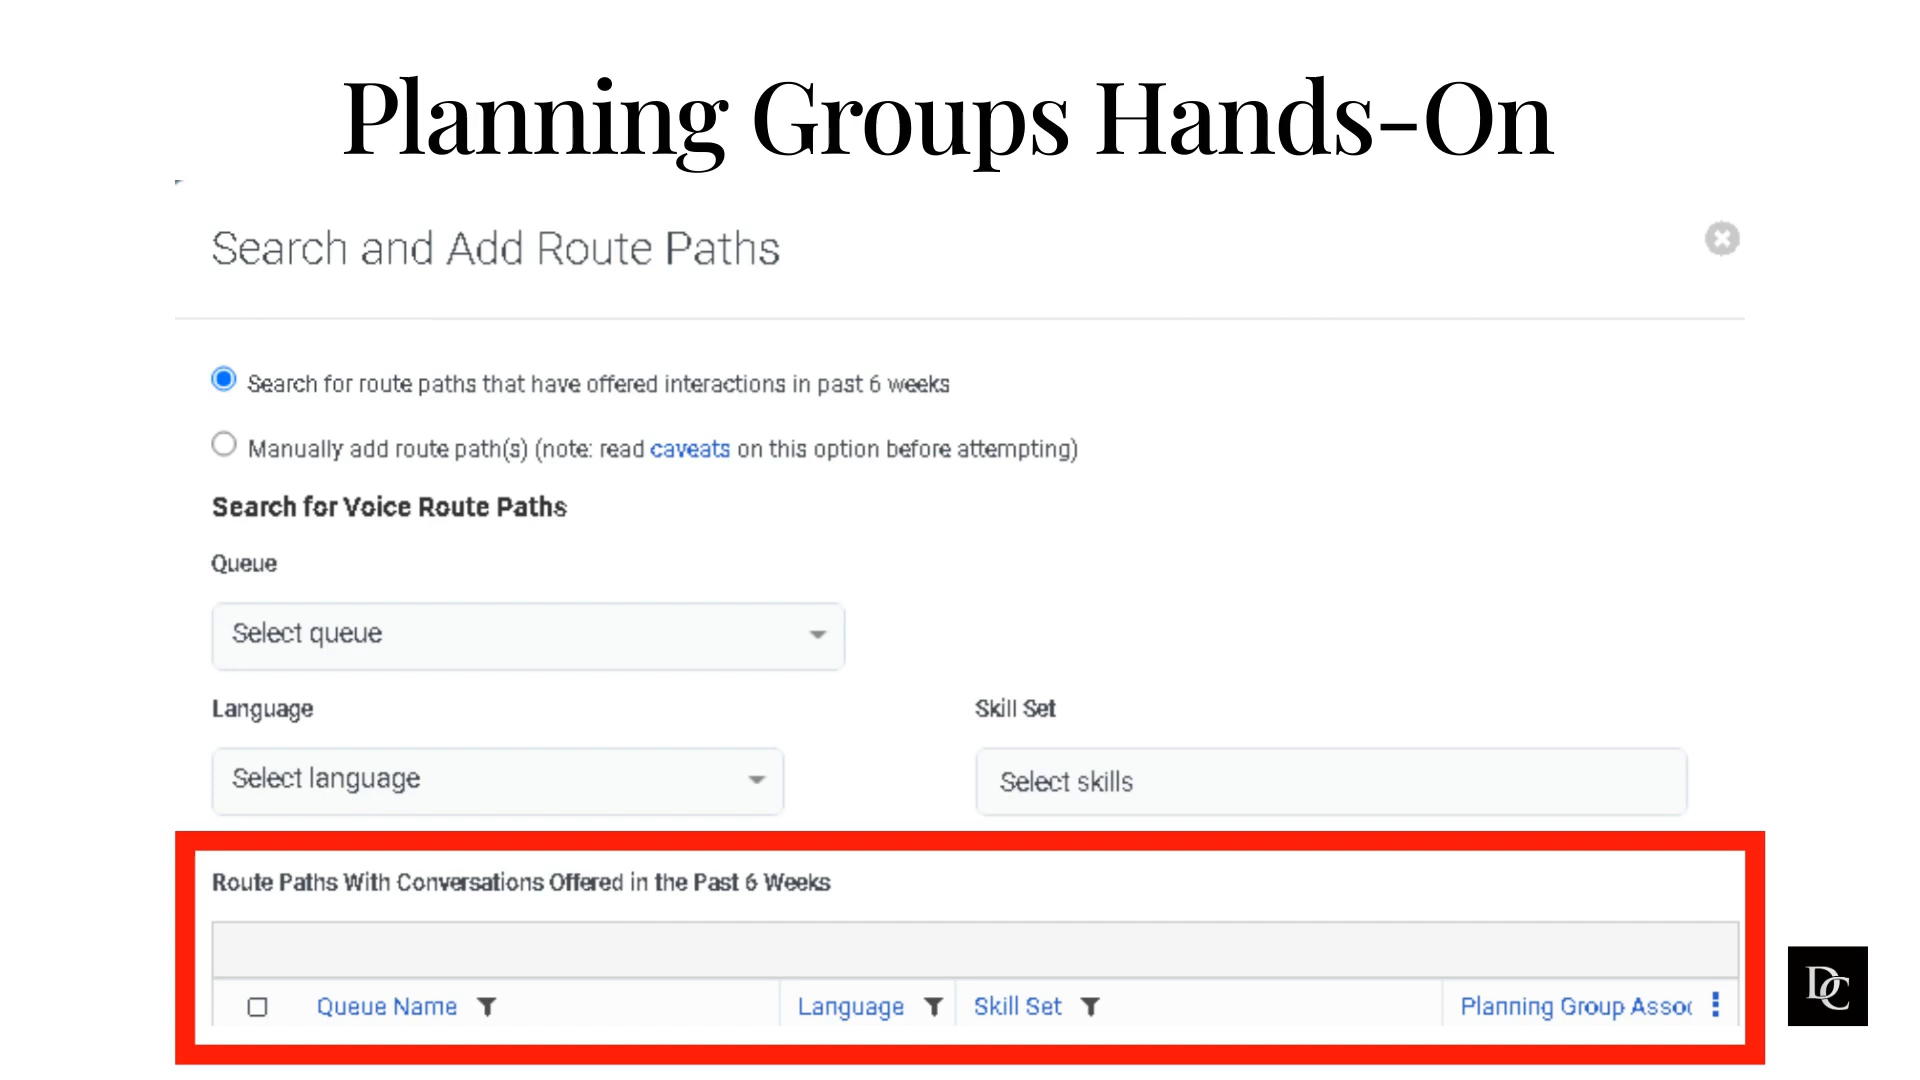 Planning Groups Hands-On
Search and Add Route Paths
Search for route paths that have offered interactions in past 6 weeks
Manually add route path(s) (note: read caveats on this option before attempting)
Search for Voice Route Paths
Queue
Select queue
Language
Skill Set
Select language
Select skills
Route Paths With Conversations Offered in the Past 6 Weeks
Queue Name
Language
Skill Set
Planning Group Assoc
DC